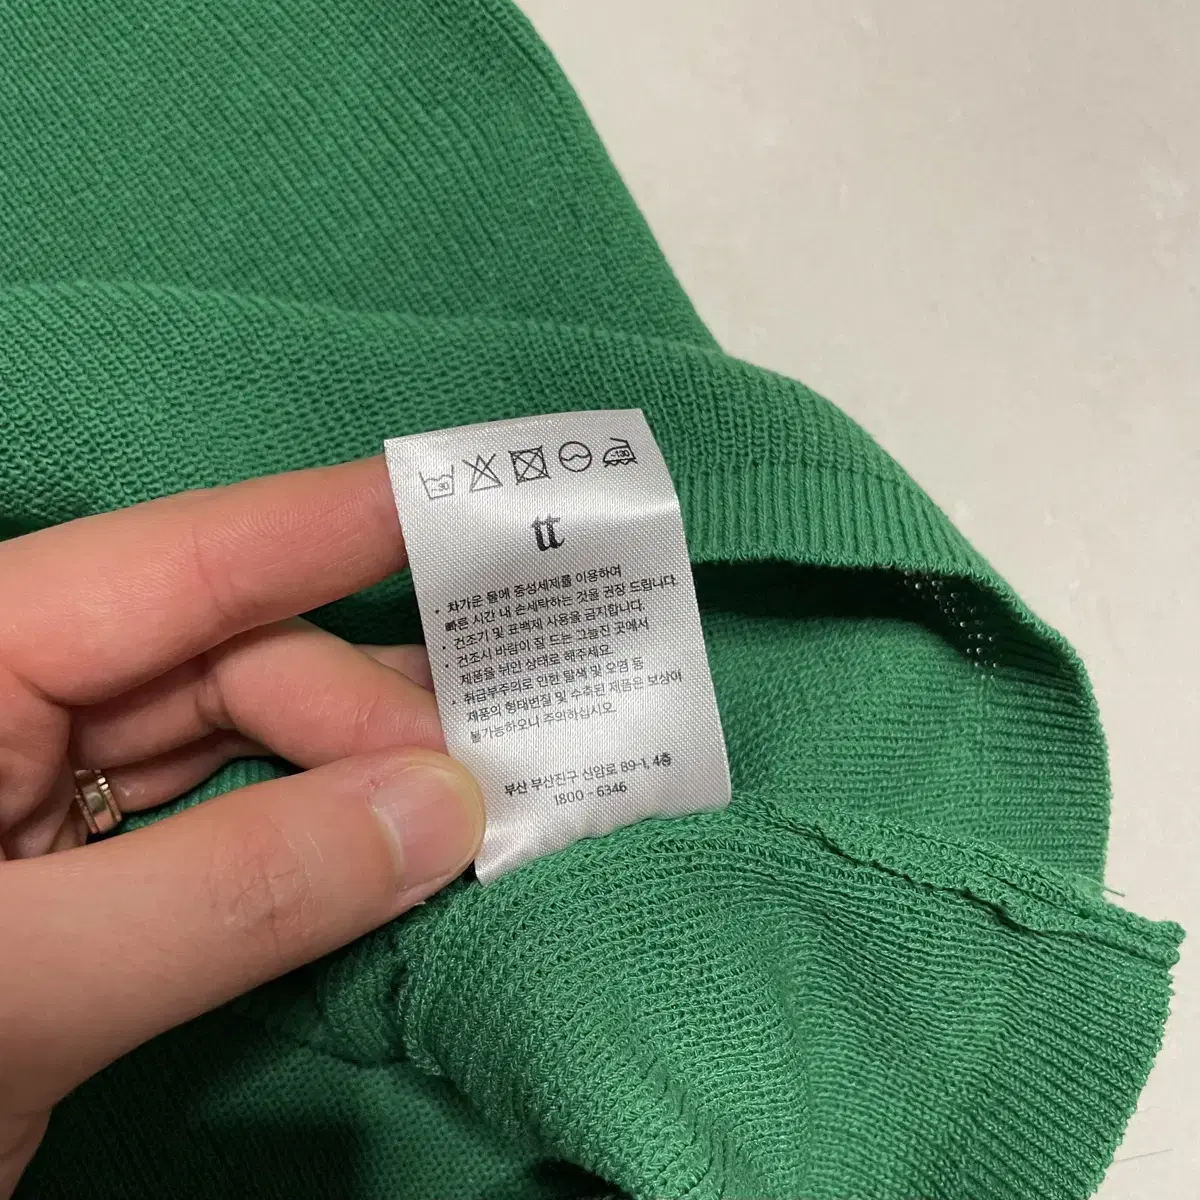 30
130
tt
• 차가운 물에 중성세제를 이용하여
빠른 시간 내 손세탁하는 것을 권장 드립니다.
• 건조기 및 표백제 사용을 금지합니다.
• 건조시 바람이 잘 드는 그늘진 곳에서
제품을 뉘인 상태로 해주세요.
• 취급부주의로 인한 탈색 및 오염 등
제품의 형태변질 및 수축된 제품은 보상이
불가능하오니 주의하십시오.
부산 부산진구 신암로 89-1, 4층
1800 - 6346